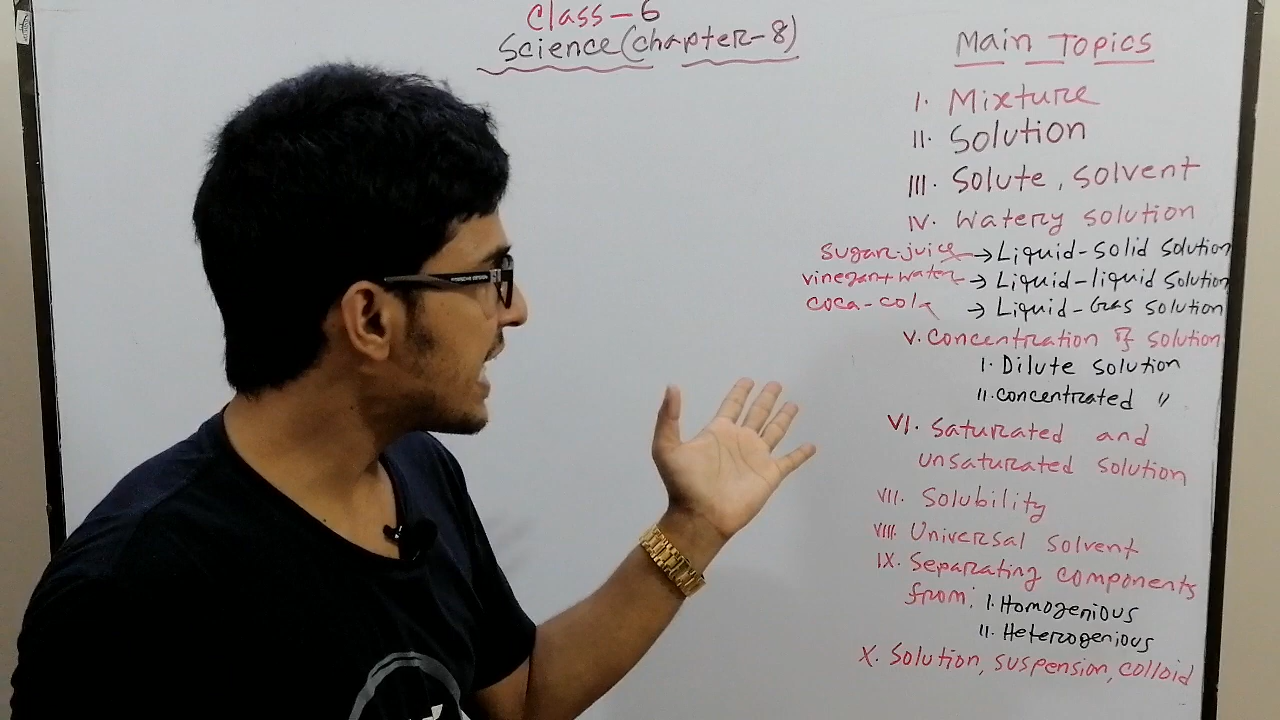 Class-6
Science (chapter-8)
Main Topics
I. Mixture
II. Solution
III. Solute, solvent
IV. Watery solution
sugar-juice → Liquid-solid solution
vinegar+water → Liquid-liquid solution
coca-cola → Liquid-Gas solution
V. Concentration of solution
I. Dilute solution
II. concentrated "
VI. Saturated and
unsaturated solution
VII. Solubility
VIII. Universal solvent
IX. Separating components
from; I. Homogenious
II. Heterogenious
X. Solution, suspension, colloid